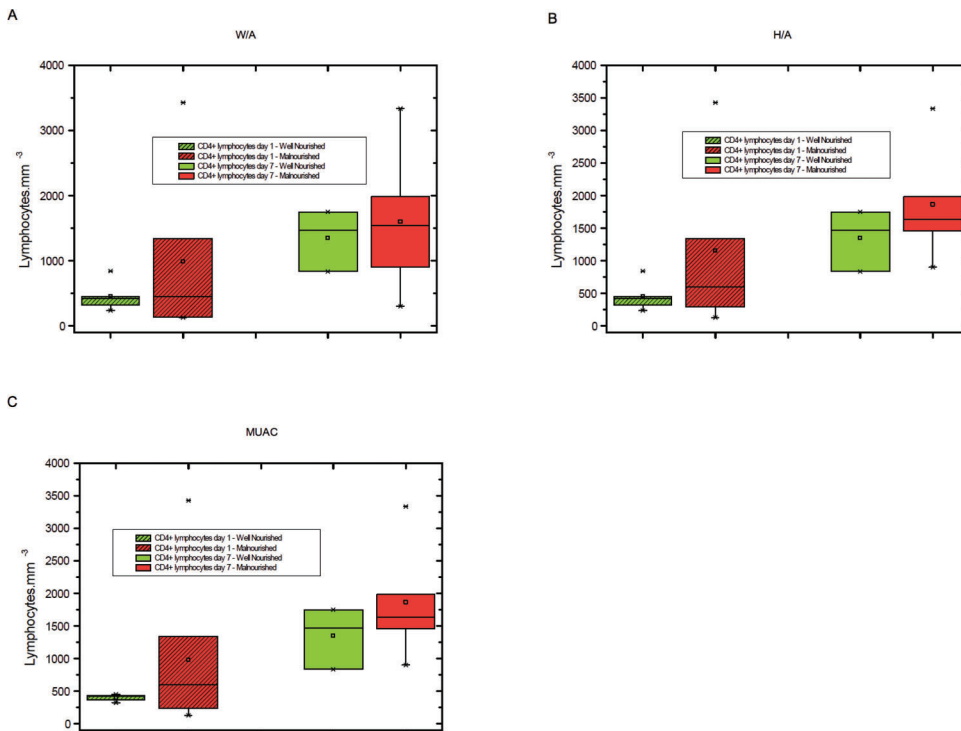 A
W/A
4000
3000
2000
1000
0
Lymphocytes.mm -3
CD4+ lymphocytes day 1 - Well Nourished
CD4+ lymphocytes day 1 - Malnourished
CD4+ lymphocytes day 7 - Well Nourished
CD4+ lymphocytes day 7 - Malnourished
B
H/A
4000
3500
3000
2500
2000
1500
1000
500
0
Lymphocytes.mm -3
CD4+ lymphocytes day 1 - Well Nourished
CD4+ lymphocytes day 1 - Malnourished
CD4+ lymphocytes day 7 - Well Nourished
CD4+ lymphocytes day 7 - Malnourished
C
MUAC
4000
3500
3000
2500
2000
1500
1000
500
0
Lymphocytes.mm -3
CD4+ lymphocytes day 1 - Well Nourished
CD4+ lymphocytes day 1 - Malnourished
CD4+ lymphocytes day 7 - Well Nourished
CD4+ lymphocytes day 7 - Malnourished